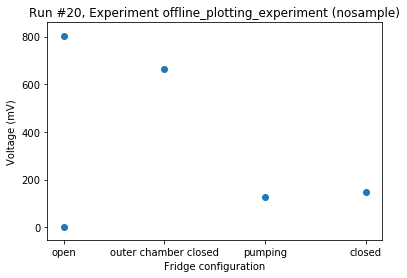 Run #20, Experiment offline_plotting_experiment (nosample)
800
600
400
200
0
Voltage (mV)
open
outer chamber closed
pumping
closed
Fridge configuration